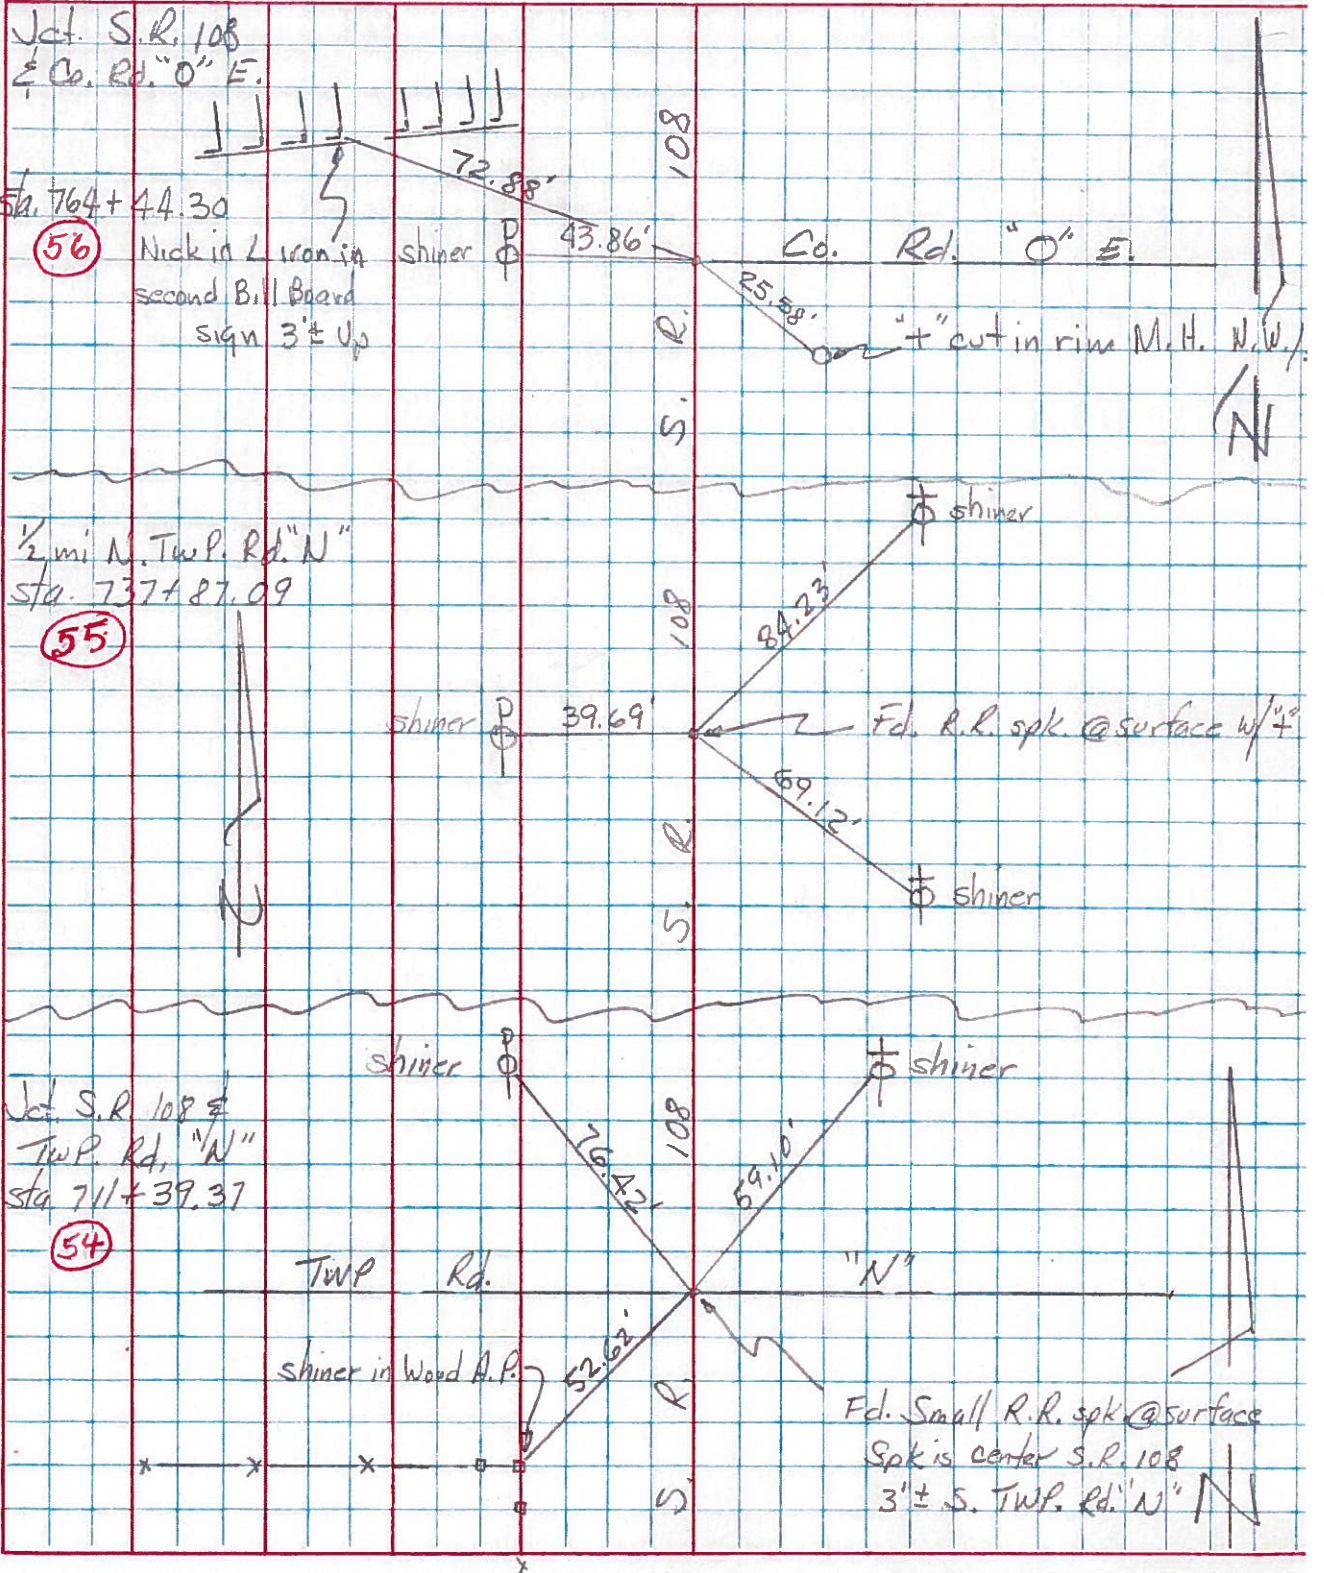 Jct. S.R. 108
& Co. Rd. "O" E.
72.88'
108
sta. 764+44.30
56
Nick in L iron in
second Bill Board
sign 3'± Up
shiner
P
43.86'
Co. Rd. "O" E.
25.58'
"+" cut in rim M.H. N.W.
S. R.
N
1/2 mi N. Twp. Rd. "N"
sta. 737+87.09
55
shiner
84.23'
108
shiner
P
39.69'
Fd. R.R. spk. @ surface w/ "+"
69.12'
S. R.
shiner
N
shiner
P
shiner
Jct. S.R. 108 &
Twp. Rd. "N"
sta 711+39.37
54
108
76.42'
59.10'
Twp Rd. "N"
shiner in Wood A.P.
52.62'
S. R.
Fd. Small R.R. spk. @ surface
Spk is center S.R. 108
3'± S. Twp. Rd. "N"
N